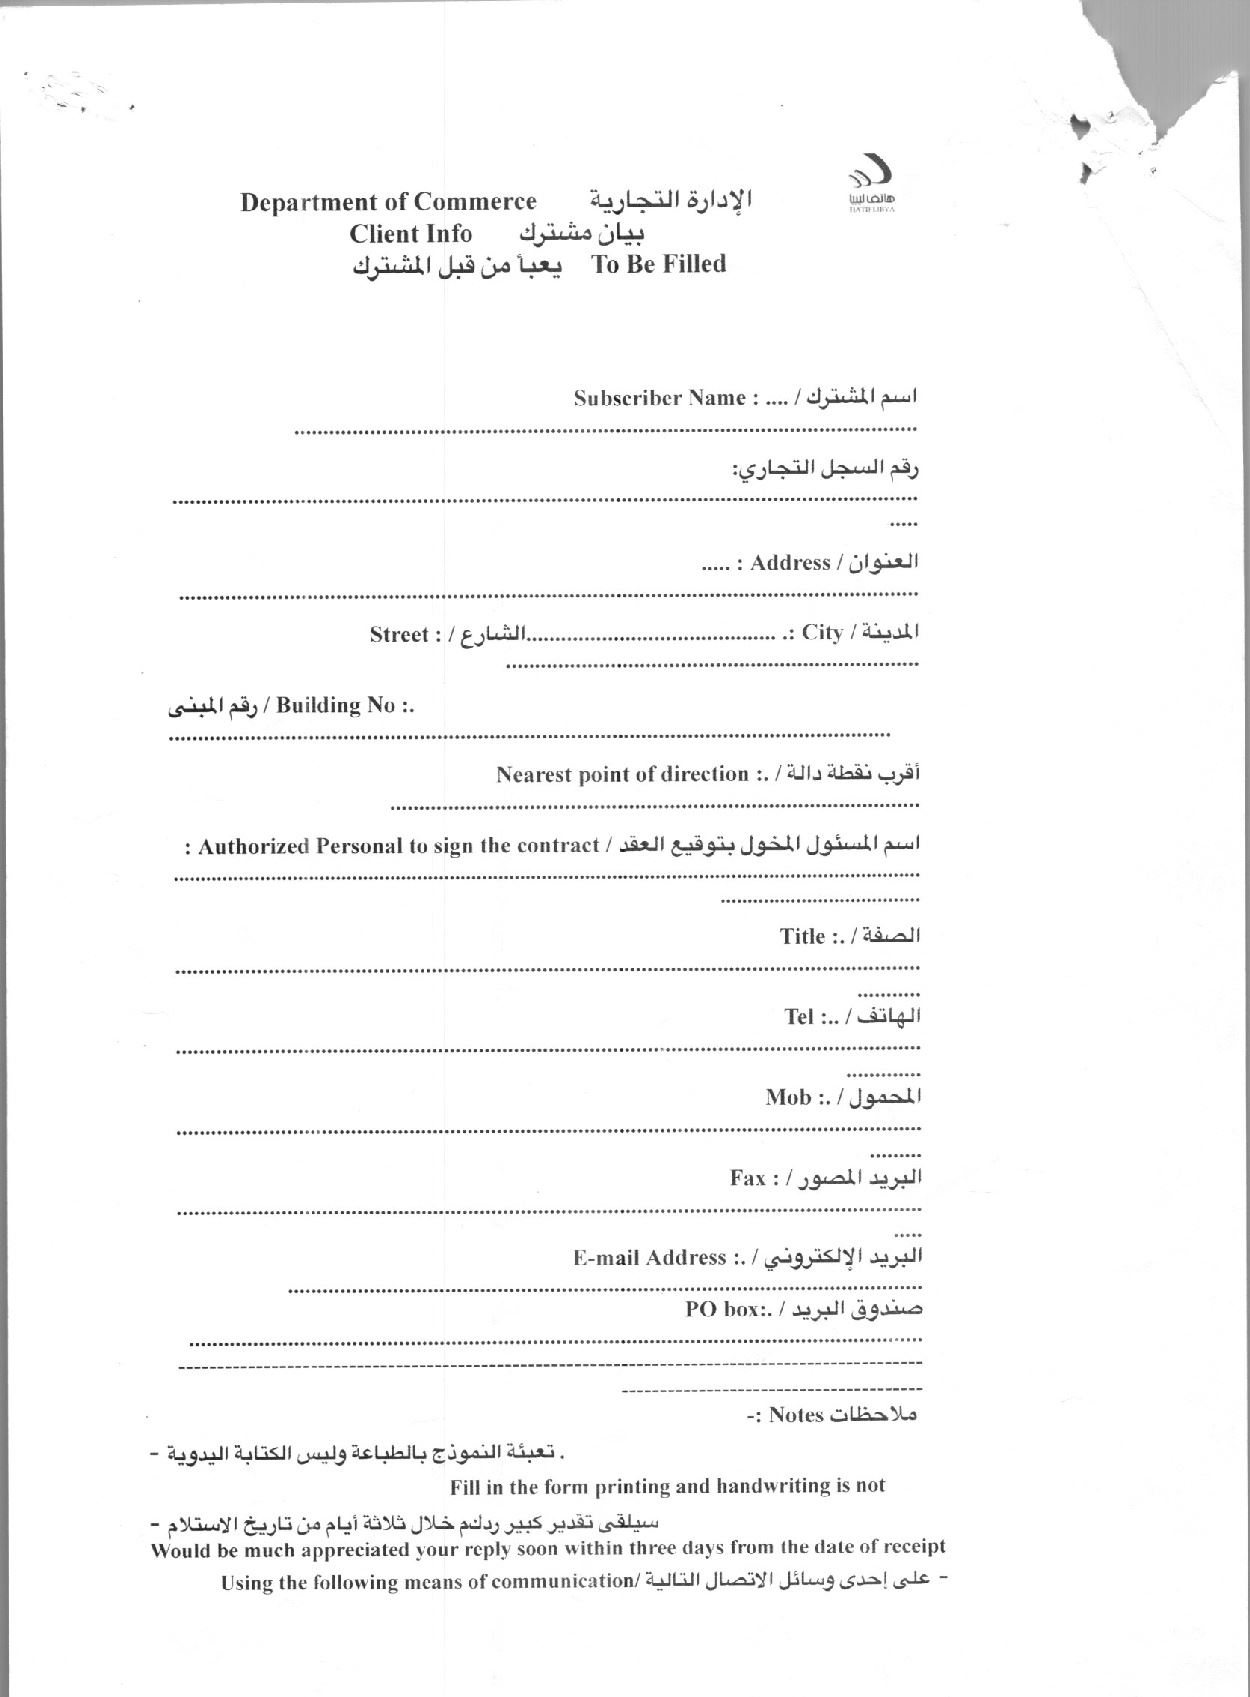 هاتف ليبيا
HATIF LIBYA
Department of Commerce الإدارة التجارية
Client Info بيان مشترك
يعبأ من قبل المشترك To Be Filled
اسم المشترك / .... : Subscriber Name
..........................................................................................................
رقم السجل التجاري:
...............................................................................................................................
.....
العنوان / Address : .....
..............................................................................................................................
المدينة / City :. ...........................................الشارع / : Street
......................................................................
رقم المبنى / Building No :.
...........................................................................................................................
أقرب نقطة دالة / .: Nearest point of direction
..........................................................................................
اسم المسئول المخول بتوقيع العقد / Authorized Personal to sign the contract :
...............................................................................................................................
....................................
الصفة / .: Title
...............................................................................................................................
...........
الهاتف / ..: Tel
...............................................................................................................................
.............
المحمول / .: Mob
...............................................................................................................................
.........
البريد المصور / : Fax
...............................................................................................................................
.....
البريد الإلكتروني / .: E-mail Address
............................................................................................................
صندوق البريد / .:PO box
.............................................................................................................................
--------------------------------------------------------------------------------------------------
----------------------------------------
ملاحظات Notes :-
- تعبئة النموذج بالطباعة وليس الكتابة اليدوية .
Fill in the form printing and handwriting is not
- سيلقى تقدير كبير ردكم خلال ثلاثة أيام من تاريخ الاستلام
Would be much appreciated your reply soon within three days from the date of receipt
- على إحدى وسائل الاتصال التالية /Using the following means of communication